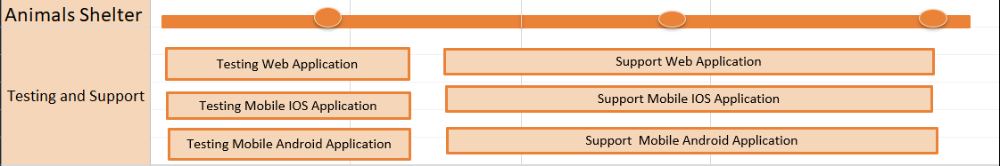 Animals Shelter
Testing Web Application
Support Web Application
Testing and Support
Testing Mobile IOS Application
Support Mobile IOS Application
Testing Mobile Android Application
Support  Mobile Android Application